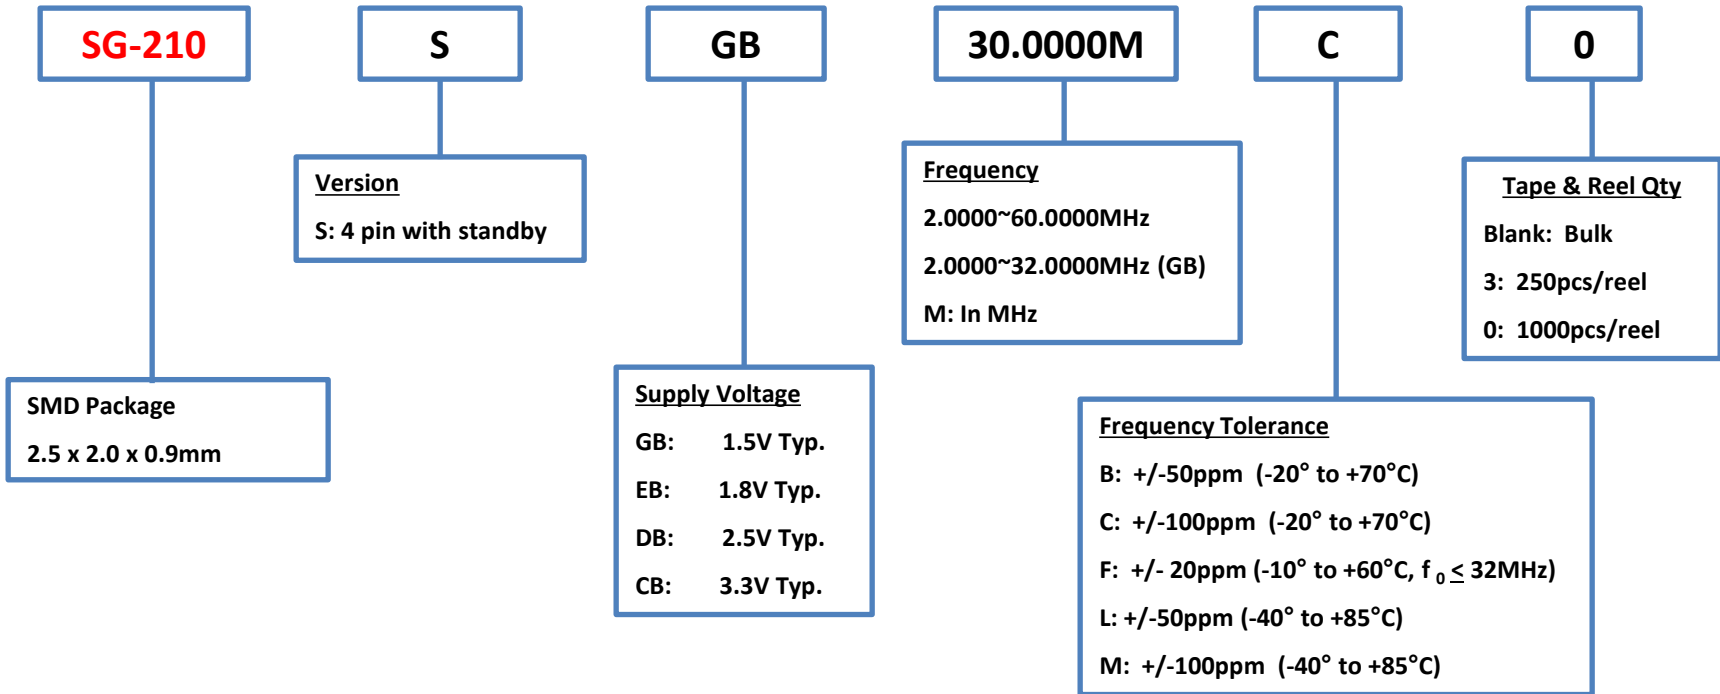 SG-210
S
GB
30.0000M
C
0
Version
S: 4 pin with standby
Frequency
2.0000~60.0000MHz
2.0000~32.0000MHz (GB)
M: In MHz
Tape & Reel Qty
Blank: Bulk
3: 250pcs/reel
0: 1000pcs/reel
SMD Package
2.5 x 2.0 x 0.9mm
Supply Voltage
GB: 1.5V Typ.
EB: 1.8V Typ.
DB: 2.5V Typ.
CB: 3.3V Typ.
Frequency Tolerance
B: +/-50ppm (-20° to +70°C)
C: +/-100ppm (-20° to +70°C)
F: +/- 20ppm (-10° to +60°C, f 0 ≤ 32MHz)
L: +/-50ppm (-40° to +85°C)
M: +/-100ppm (-40° to +85°C)